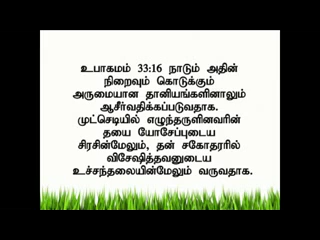 உபாகமம் 33:16 நாடும் அதின்
நிறைவும் கொடுக்கும்
அருமையான தானியங்களினாலும்
ஆசீர்வதிக்கப்படுவதாக.
முட்செடியில் எழுந்தருளினவரின்
தயை யோசேப்புடைய
சிரசின்மேலும், தன் சகோதரரில்
விசேஷித்தவனுடைய
உச்சந்தலையின்மேலும் வருவதாக.